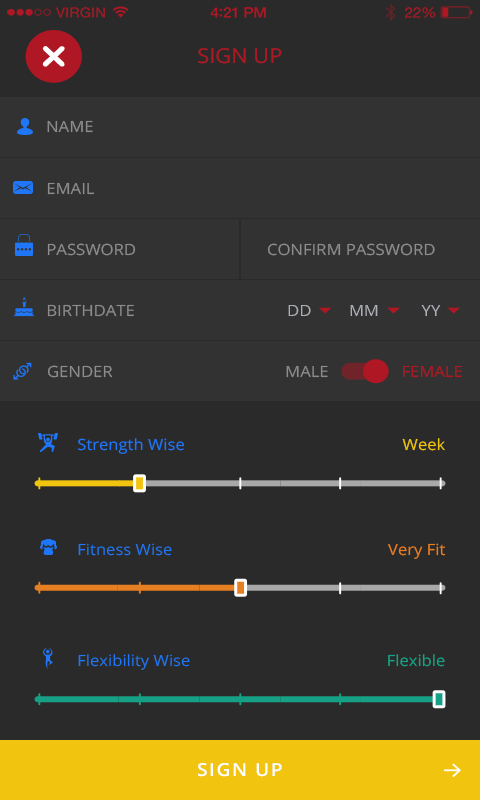 VIRGIN 4:21 PM 22%
SIGN UP
NAME
EMAIL
PASSWORD CONFIRM PASSWORD
BIRTHDATE DD MM YY
GENDER MALE FEMALE
Strength Wise Week
Fitness Wise Very Fit
Flexibility Wise Flexible
SIGN UP